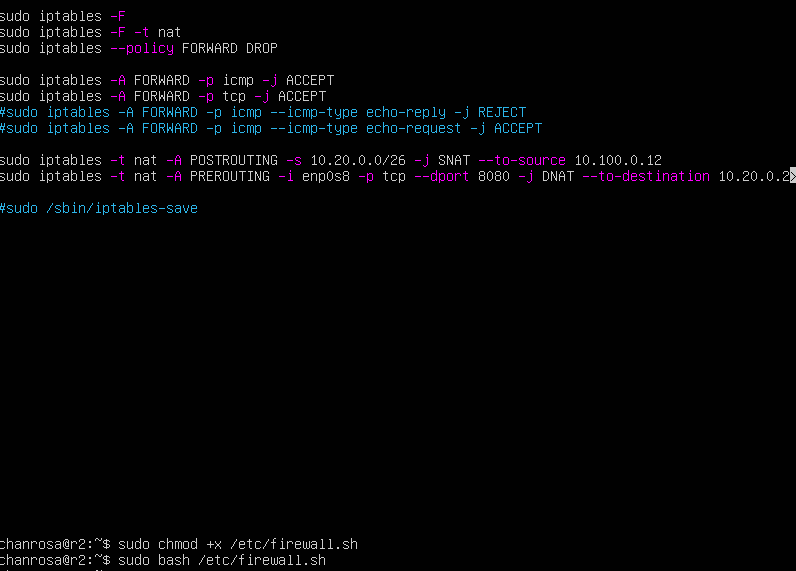 sudo iptables -F
sudo iptables -F -t nat
sudo iptables --policy FORWARD DROP
sudo iptables -A FORWARD -p icmp -j ACCEPT
sudo iptables -A FORWARD -p tcp -j ACCEPT
#sudo iptables -A FORWARD -p icmp --icmp-type echo-reply -j REJECT
#sudo iptables -A FORWARD -p icmp --icmp-type echo-request -j ACCEPT
sudo iptables -t nat -A POSTROUTING -s 10.20.0.0/26 -j SNAT --to-source 10.100.0.12
sudo iptables -t nat -A PREROUTING -i enp0s8 -p tcp --dport 8080 -j DNAT --to-destination 10.20.0.2>
#sudo /sbin/iptables-save
chanrosa@r2:~$ sudo chmod +x /etc/firewall.sh
chanrosa@r2:~$ sudo bash /etc/firewall.sh